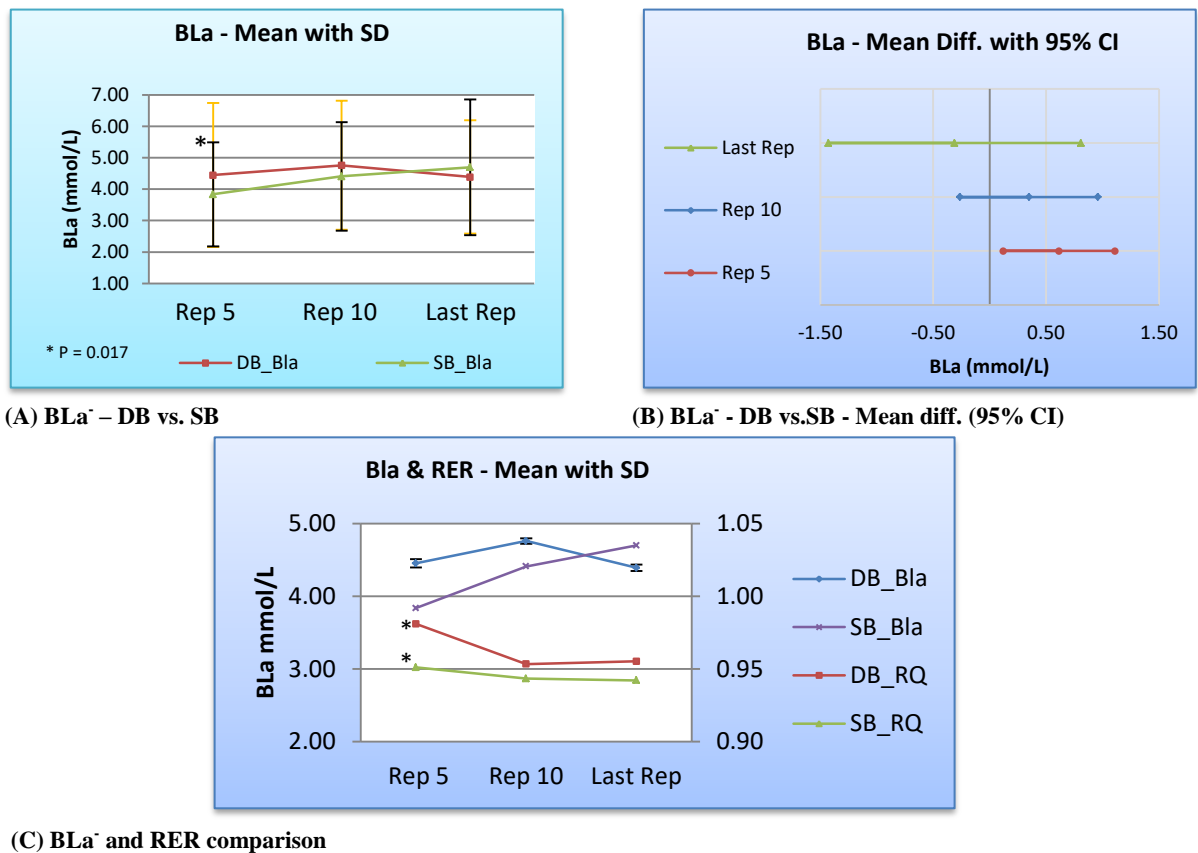 BLa - Mean with SD
7.00
6.00
5.00
4.00
3.00
2.00
1.00
BLa (mmol/L)
*
Rep 5 Rep 10 Last Rep
* P = 0.017
DB_Bla SB_Bla
(A) BLa⁻ – DB vs. SB
BLa - Mean Diff. with 95% CI
Last Rep
Rep 10
Rep 5
-1.50 -0.50 0.50 1.50
BLa (mmol/L)
(B) BLa⁻ - DB vs.SB - Mean diff. (95% CI)
Bla & RER - Mean with SD
5.00
4.00
3.00
2.00
BLa mmol/L
*
*
1.05
1.00
0.95
0.90
Rep 5 Rep 10 Last Rep
DB_Bla
SB_Bla
DB_RQ
SB_RQ
(C) BLa⁻ and RER comparison